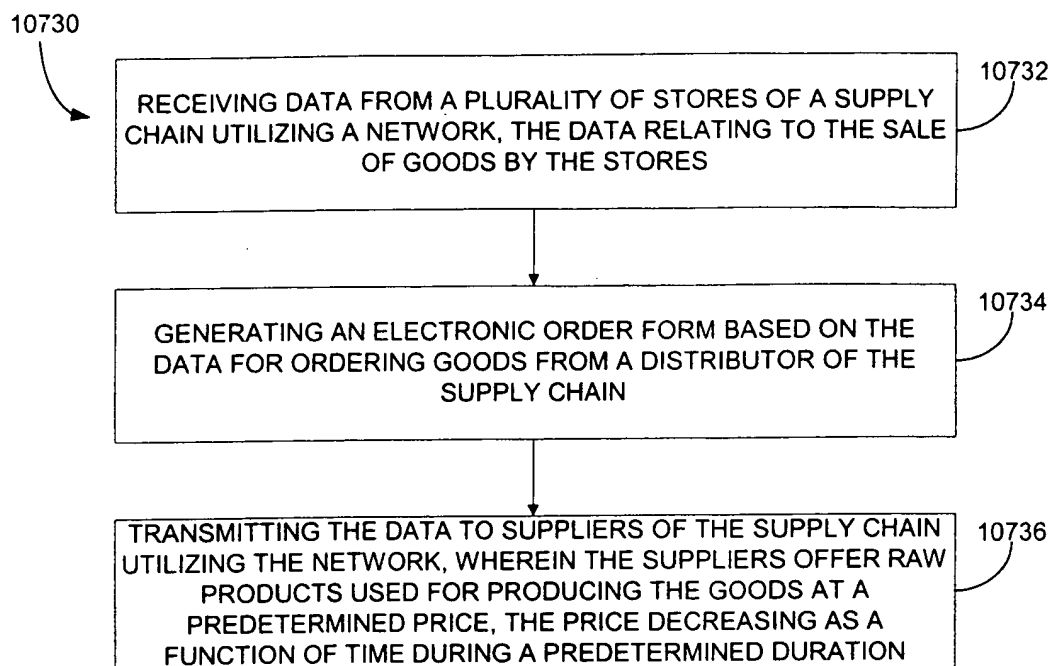 10730
10732
RECEIVING DATA FROM A PLURALITY OF STORES OF A SUPPLY
CHAIN UTILIZING A NETWORK, THE DATA RELATING TO THE SALE
OF GOODS BY THE STORES
10734
GENERATING AN ELECTRONIC ORDER FORM BASED ON THE
DATA FOR ORDERING GOODS FROM A DISTRIBUTOR OF THE
SUPPLY CHAIN
10736
TRANSMITTING THE DATA TO SUPPLIERS OF THE SUPPLY CHAIN
UTILIZING THE NETWORK, WHEREIN THE SUPPLIERS OFFER RAW
PRODUCTS USED FOR PRODUCING THE GOODS AT A
PREDETERMINED PRICE, THE PRICE DECREASING AS A
FUNCTION OF TIME DURING A PREDETERMINED DURATION